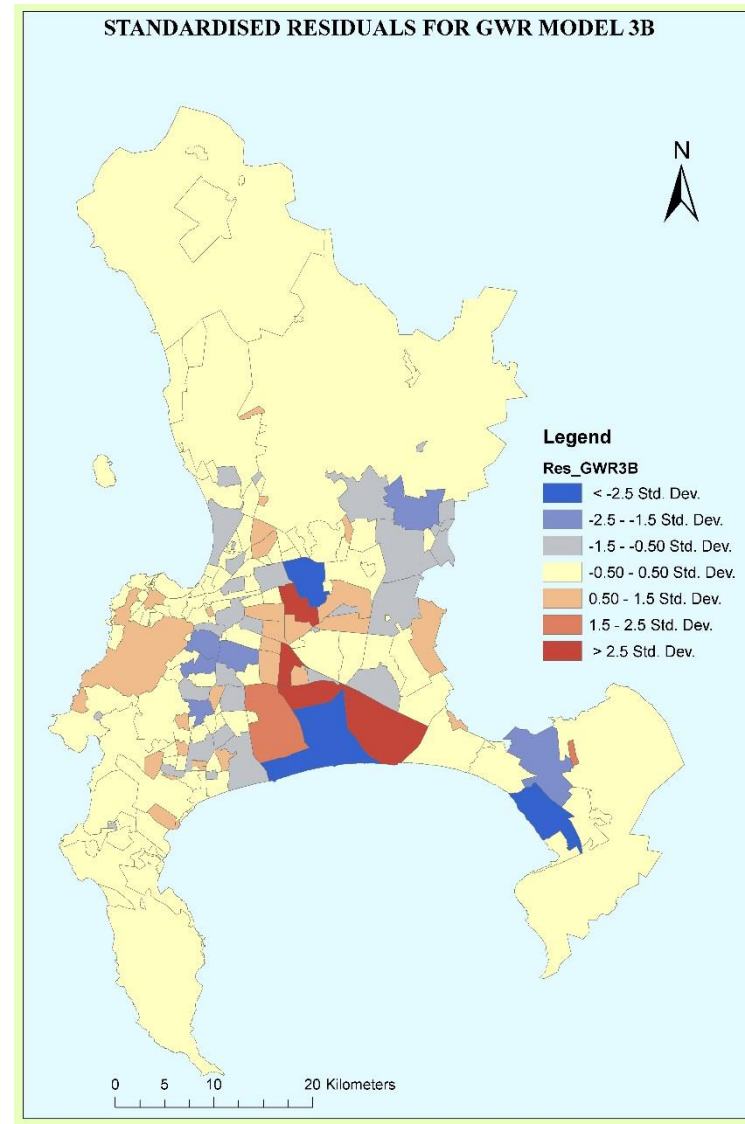 STANDARDISED RESIDUALS FOR GWR MODEL 3B
N
Legend
Res_GWR3B
< -2.5 Std. Dev.
-2.5 - -1.5 Std. Dev.
-1.5 - -0.50 Std. Dev.
-0.50 - 0.50 Std. Dev.
0.50 - 1.5 Std. Dev.
1.5 - 2.5 Std. Dev.
> 2.5 Std. Dev.
0 5 10 20 Kilometers